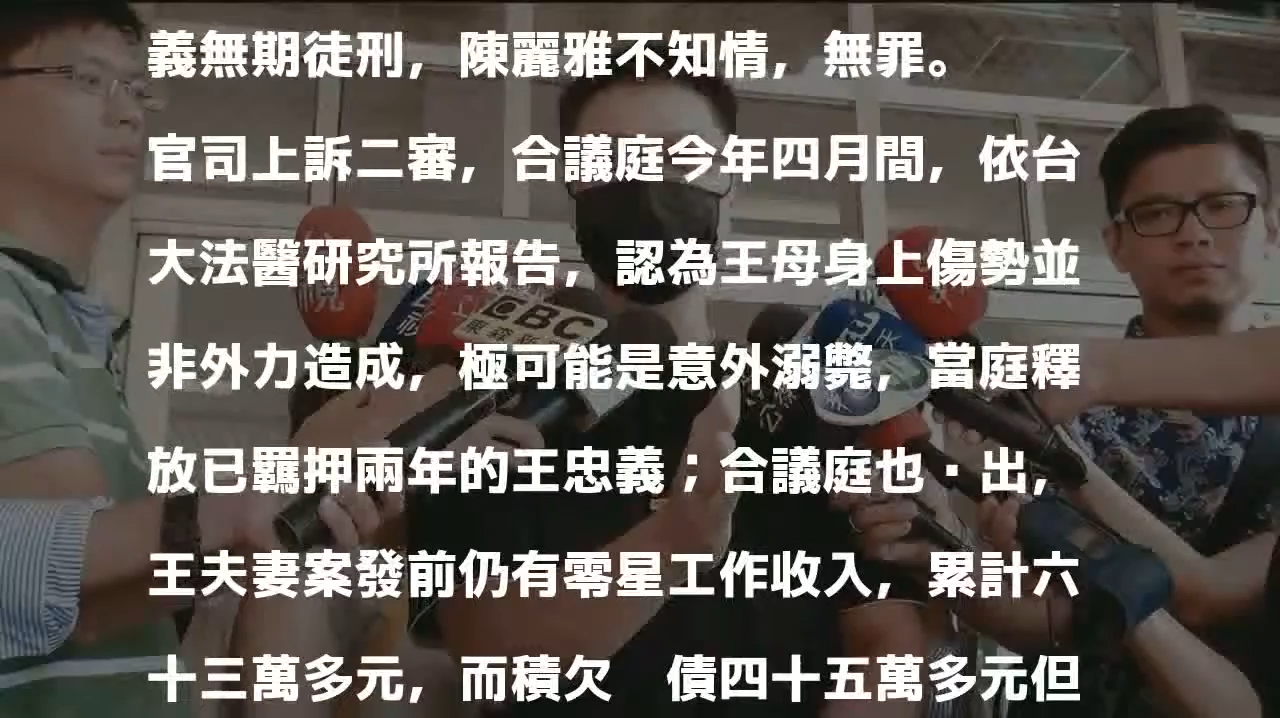 義無期徒刑，陳麗雅不知情，無罪。
官司上訴二審，合議庭今年四月間，依台
大法醫研究所報告，認為王母身上傷勢並
非外力造成，極可能是意外溺斃，當庭釋
放已羈押兩年的王忠義；合議庭也·出，
王夫妻案發前仍有零星工作收入，累計六
十三萬多元，而積欠　債四十五萬多元但
EBC
東森
公視